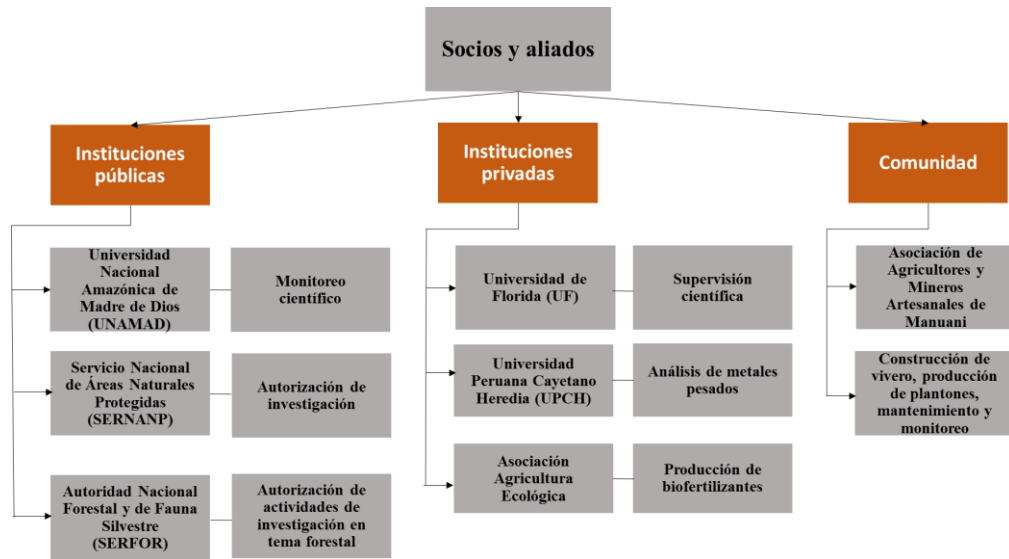 Socios y aliados
Instituciones
públicas
Instituciones
privadas
Comunidad
Universidad
Nacional
Amazónica de
Madre de Dios
(UNAMAD)
Monitoreo
científico
Servicio Nacional
de Áreas Naturales
Protegidas
(SERNANP)
Autorización de
investigación
Autoridad Nacional
Forestal y de Fauna
Silvestre
(SERFOR)
Autorización de
actividades de
investigación en
tema forestal
Universidad de
Florida (UF)
Supervisión
científica
Universidad
Peruana Cayetano
Heredia (UPCH)
Análisis de metales
pesados
Asociación
Agricultura
Ecológica
Producción de
biofertilizantes
Asociación de
Agricultores y
Mineros
Artesanales de
Manuani
Construcción de
vivero, producción
de plantones,
mantenimiento y
monitoreo